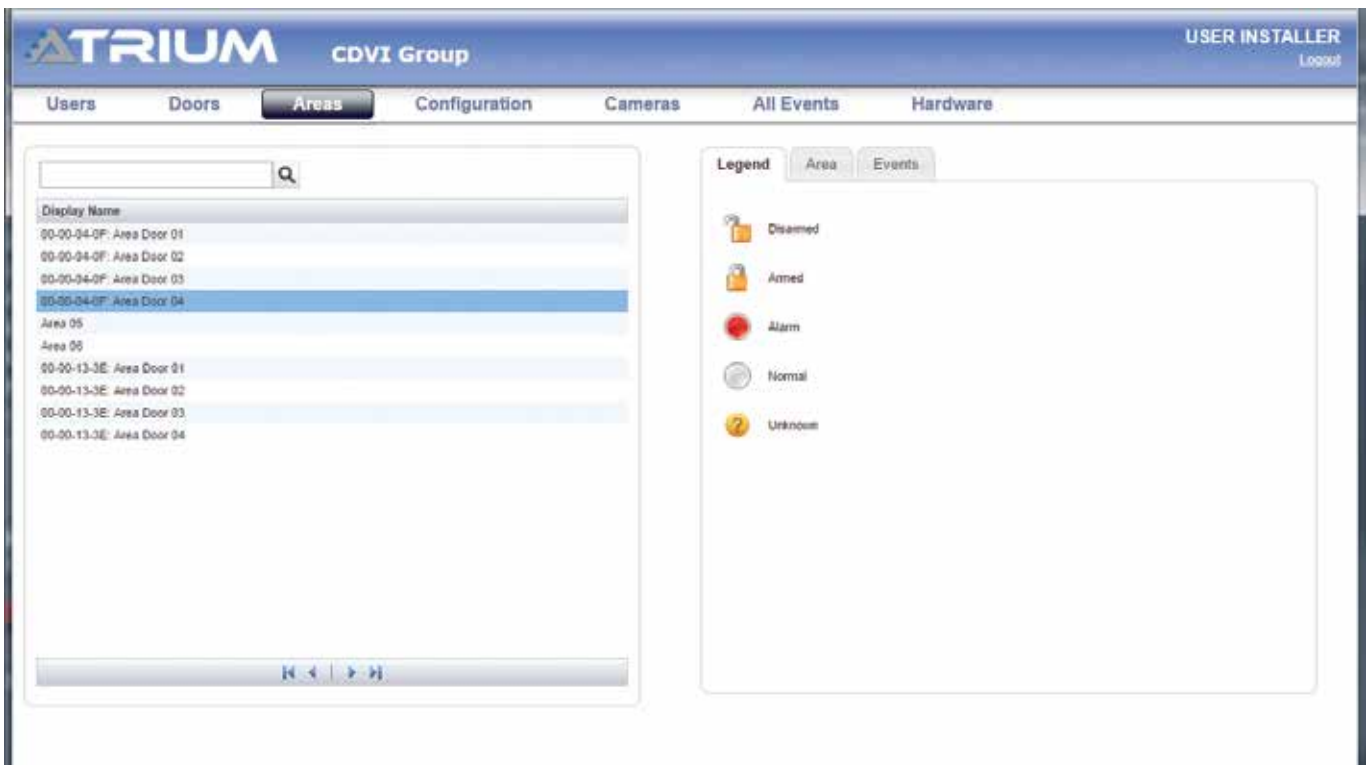 ATRIUM CDVI Group
USER INSTALLER
Logout
Users Doors Areas Configuration Cameras All Events Hardware
Display Name
00-00-04-0F: Area Door 01
00-00-04-0F: Area Door 02
00-00-04-0F: Area Door 03
00-00-04-0F: Area Door 04
Area 05
Area 06
00-00-13-3E: Area Door 01
00-00-13-3E: Area Door 02
00-00-13-3E: Area Door 03
00-00-13-3E: Area Door 04
Legend Area Events
Disarmed
Armed
Alarm
Normal
Unknown